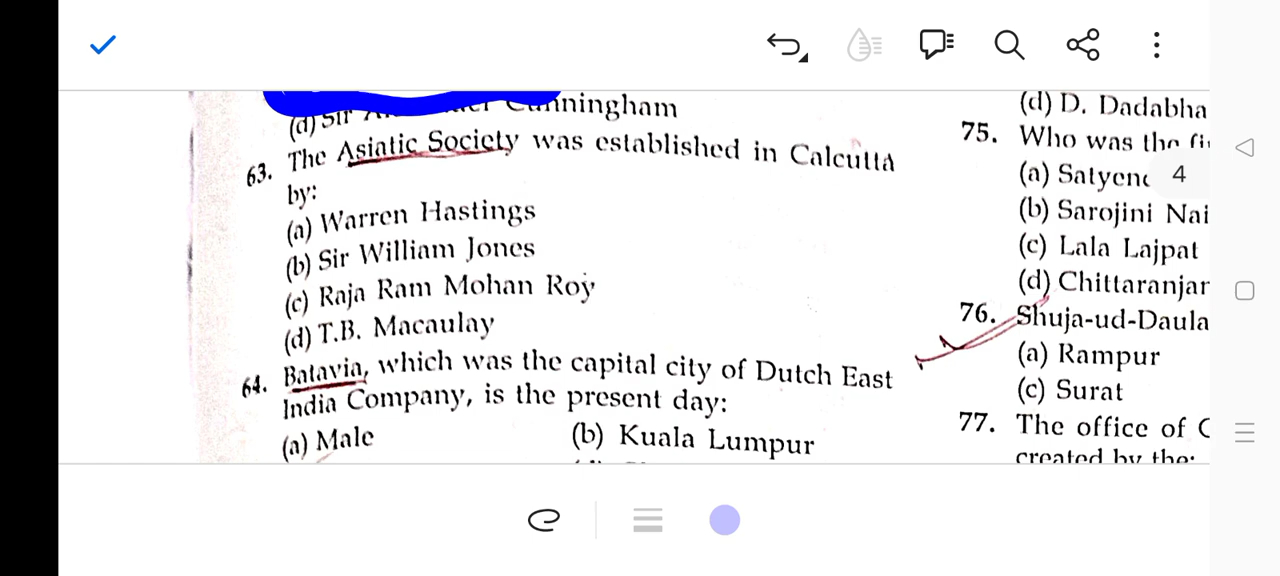 (d) Sir Cunningham
63. The Asiatic Society was established in Calcutta
by:
(a) Warren Hastings
(b) Sir William Jones
(c) Raja Ram Mohan Roy
(d) T.B. Macaulay
64. Batavia, which was the capital city of Dutch East
India Company, is the present day:
(a) Male
(b) Kuala Lumpur
(d) D. Dadabha
75. Who was the fi
(a) Satyen
4
(b) Sarojini Nai
(c) Lala Lajpat
(d) Chittaranjan
76. Shuja-ud-Daula
(a) Rampur
(c) Surat
77. The office of
created by the: